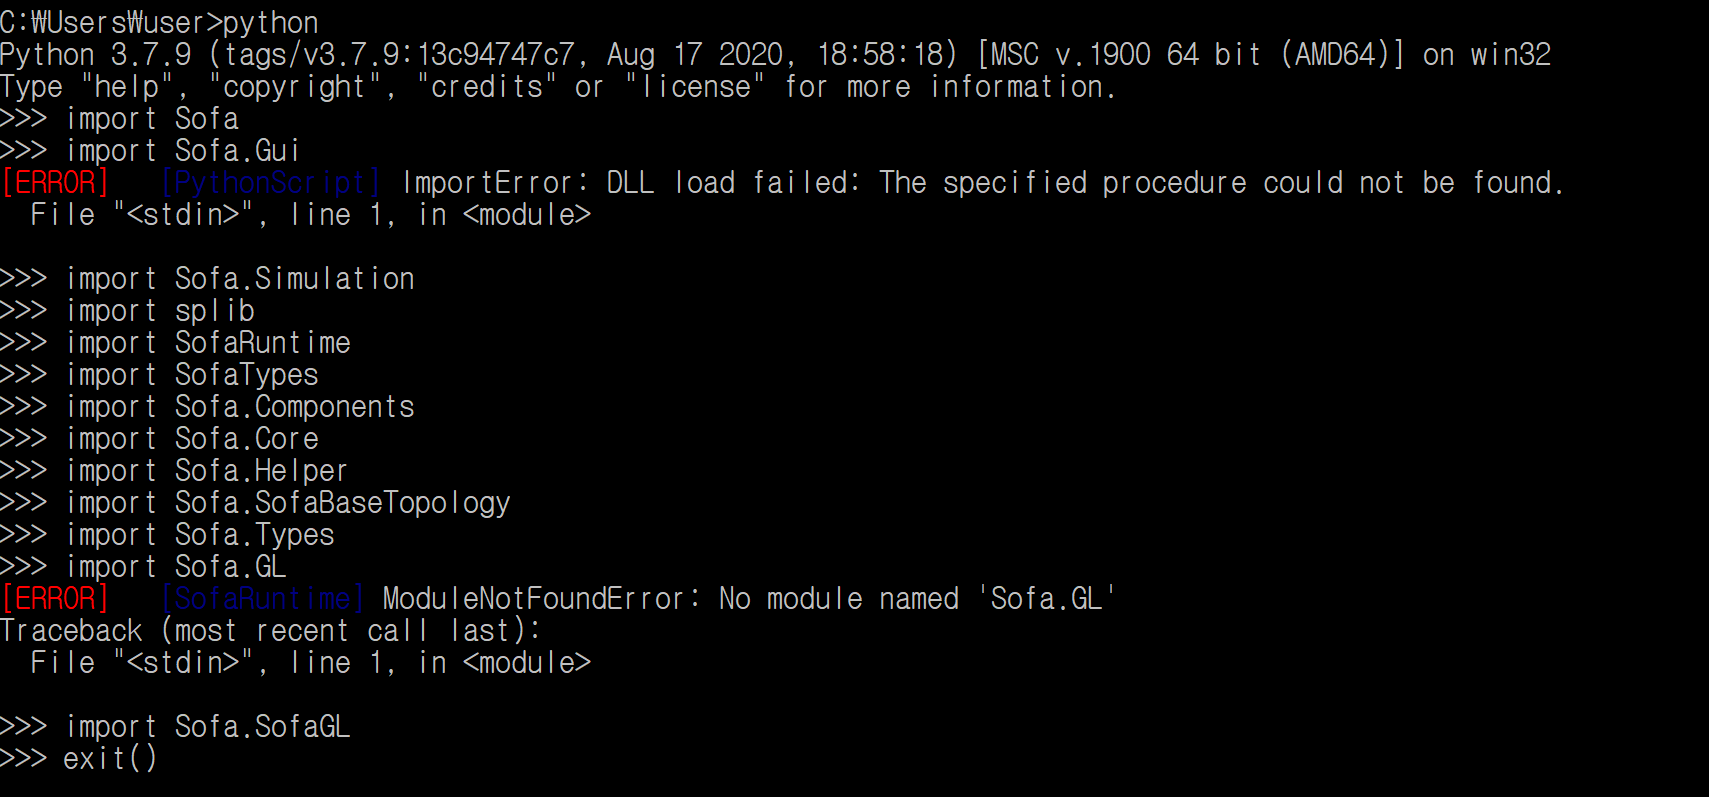 C:₩Users₩user>python
Python 3.7.9 (tags/v3.7.9:13c94747c7, Aug 17 2020, 18:58:18) [MSC v.1900 64 bit (AMD64)] on win32
Type "help", "copyright", "credits" or "license" for more information.
>>> import Sofa
>>> import Sofa.Gui
[ERROR]   [PythonScript] ImportError: DLL load failed: The specified procedure could not be found.
  File "<stdin>", line 1, in <module>
>>> import Sofa.Simulation
>>> import splib
>>> import SofaRuntime
>>> import SofaTypes
>>> import Sofa.Components
>>> import Sofa.Core
>>> import Sofa.Helper
>>> import Sofa.SofaBaseTopology
>>> import Sofa.Types
>>> import Sofa.GL
[ERROR]   [SofaRuntime] ModuleNotFoundError: No module named 'Sofa.GL'
Traceback (most recent call last):
  File "<stdin>", line 1, in <module>
>>> import Sofa.SofaGL
>>> exit()